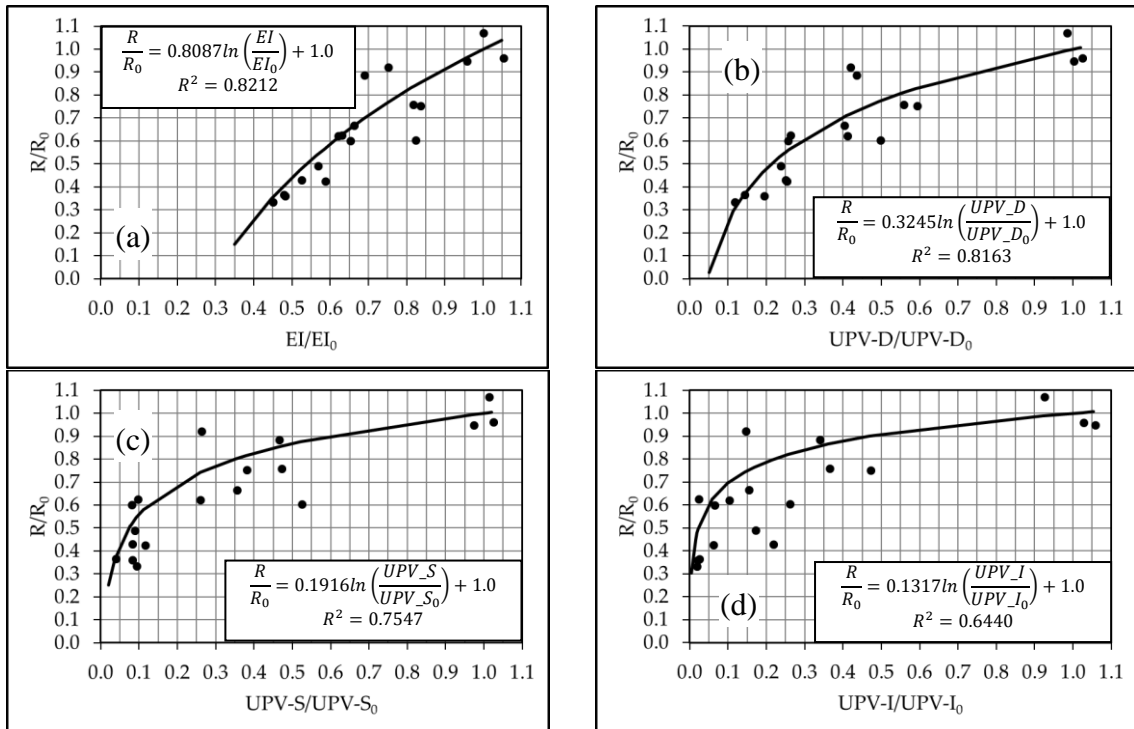 R/R₀ = 0.8087ln(EI/EI₀) + 1.0
R² = 0.8212
(a)
R/R₀
1.1
1.0
0.9
0.8
0.7
0.6
0.5
0.4
0.3
0.2
0.1
0.0
0.0 0.1 0.2 0.3 0.4 0.5 0.6 0.7 0.8 0.9 1.0 1.1
EI/EI₀
(b)
R/R₀ = 0.3245ln(UPV_D/UPV_D₀) + 1.0
R² = 0.8163
R/R₀
1.1
1.0
0.9
0.8
0.7
0.6
0.5
0.4
0.3
0.2
0.1
0.0
0.0 0.1 0.2 0.3 0.4 0.5 0.6 0.7 0.8 0.9 1.0 1.1
UPV-D/UPV-D₀
(c)
R/R₀ = 0.1916ln(UPV_S/UPV_S₀) + 1.0
R² = 0.7547
R/R₀
1.1
1.0
0.9
0.8
0.7
0.6
0.5
0.4
0.3
0.2
0.1
0.0
0.0 0.1 0.2 0.3 0.4 0.5 0.6 0.7 0.8 0.9 1.0 1.1
UPV-S/UPV-S₀
(d)
R/R₀ = 0.1317ln(UPV_I/UPV_I₀) + 1.0
R² = 0.6440
R/R₀
1.1
1.0
0.9
0.8
0.7
0.6
0.5
0.4
0.3
0.2
0.1
0.0
0.0 0.1 0.2 0.3 0.4 0.5 0.6 0.7 0.8 0.9 1.0 1.1
UPV-I/UPV-I₀